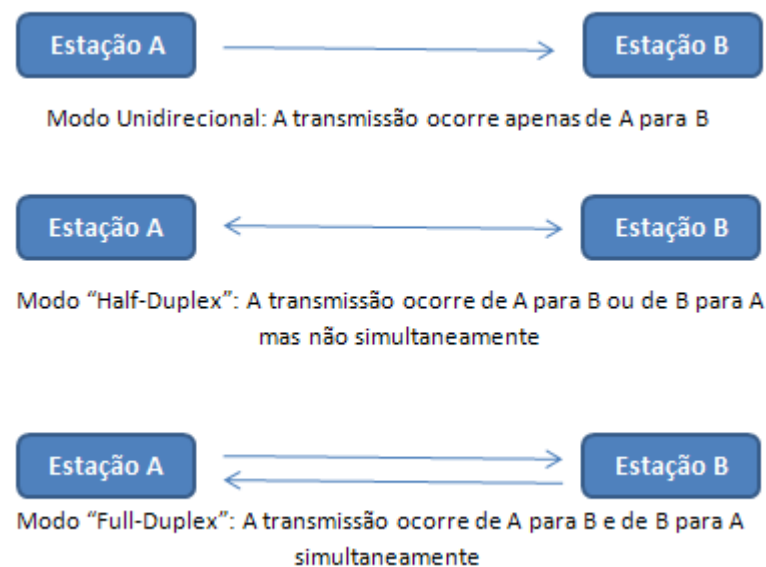 Estação A
Estação B
Modo Unidirecional: A transmissão ocorre apenas de A para B
Estação A
Estação B
Modo “Half-Duplex”: A transmissão ocorre de A para B ou de B para A
mas não simultaneamente
Estação A
Estação B
Modo “Full-Duplex”: A transmissão ocorre de A para B e de B para A
simultaneamente